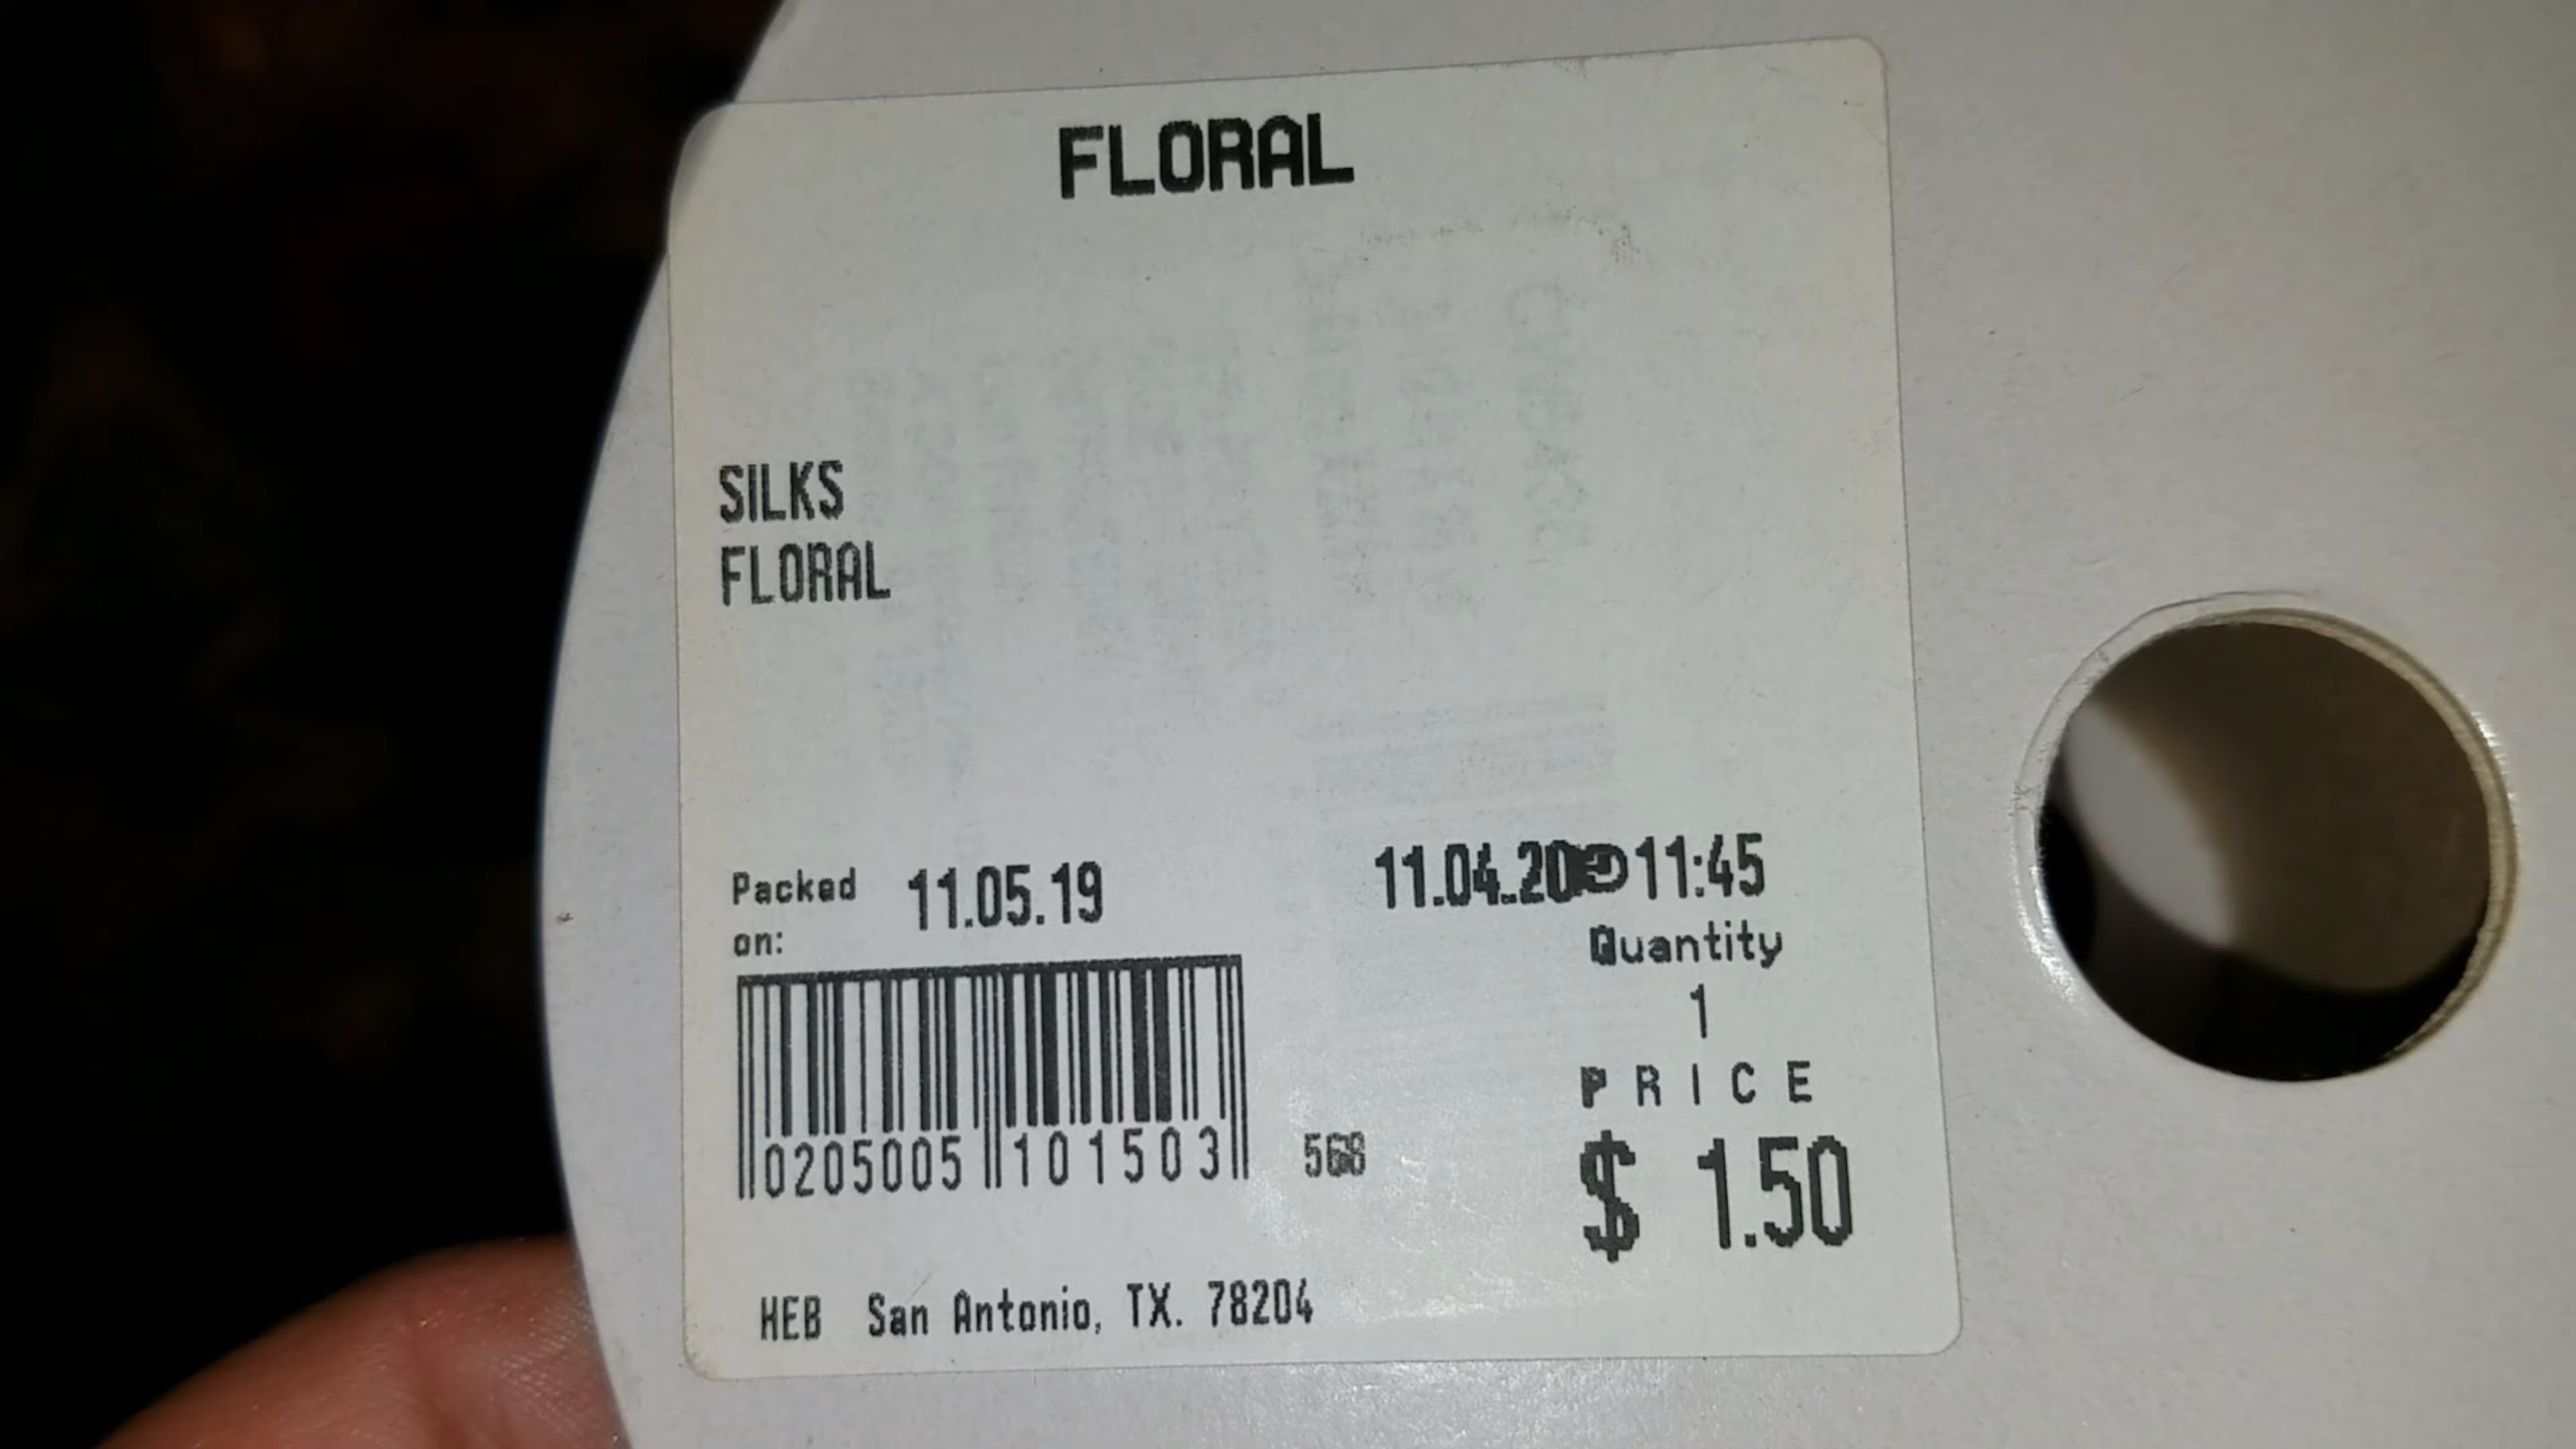 FLORAL
SILKS
FLORAL
Packed on: 11.05.19
11.04.20 11:45
Quantity
1
PRICE
$ 1.50
0205005 101503
568
HEB San Antonio, TX. 78204